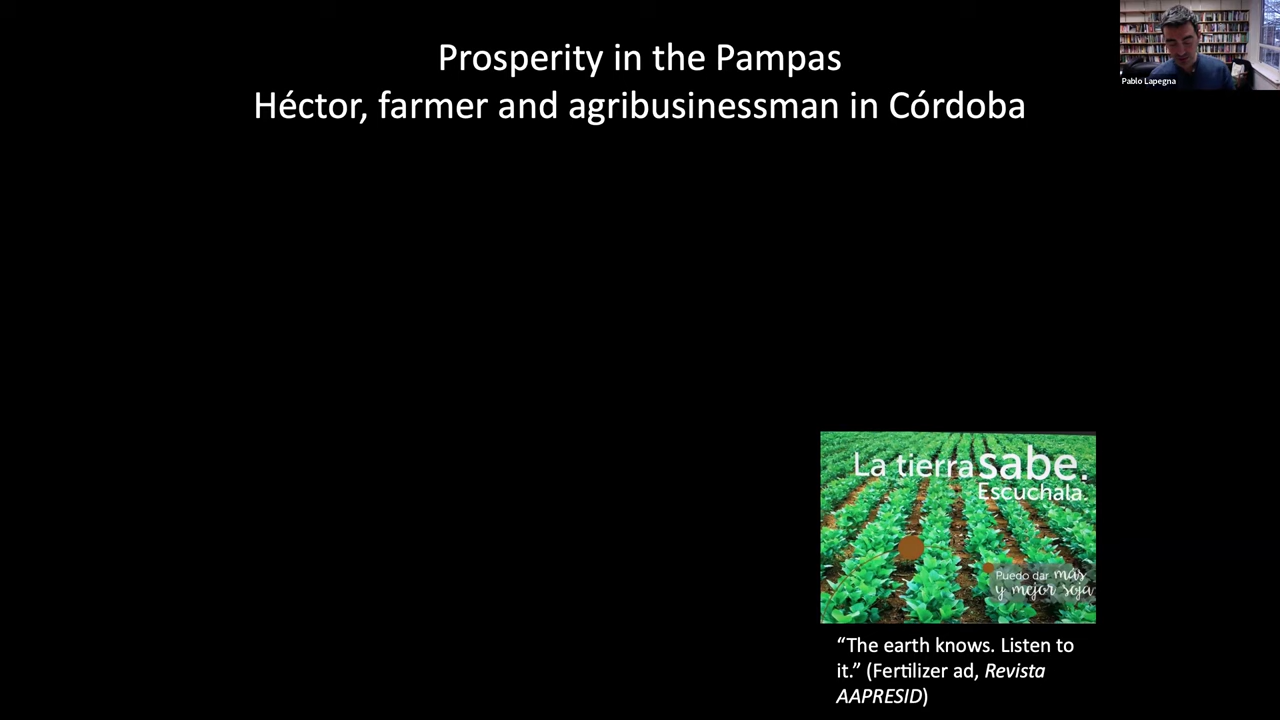 Prosperity in the Pampas
Héctor, farmer and agribusinessman in Córdoba
Pablo Lapegna
La tierra sabe.
Escuchala.
Puedo dar más
y mejor soja
“The earth knows. Listen to
it.” (Fertilizer ad, Revista
AAPRESID)